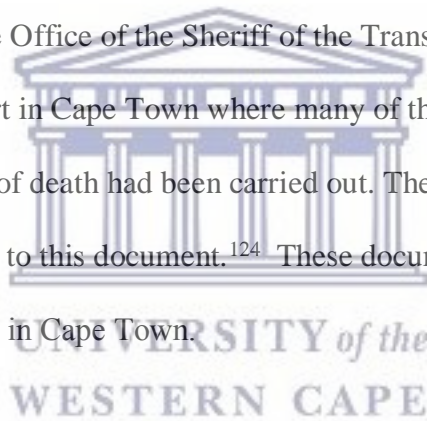 Office of the Sheriff of the Trans
t in Cape Town where many of th
of death had been carried out. The
to this document.124 These docu
in Cape Town.
UNIVERSITY of the
WESTERN CAPE